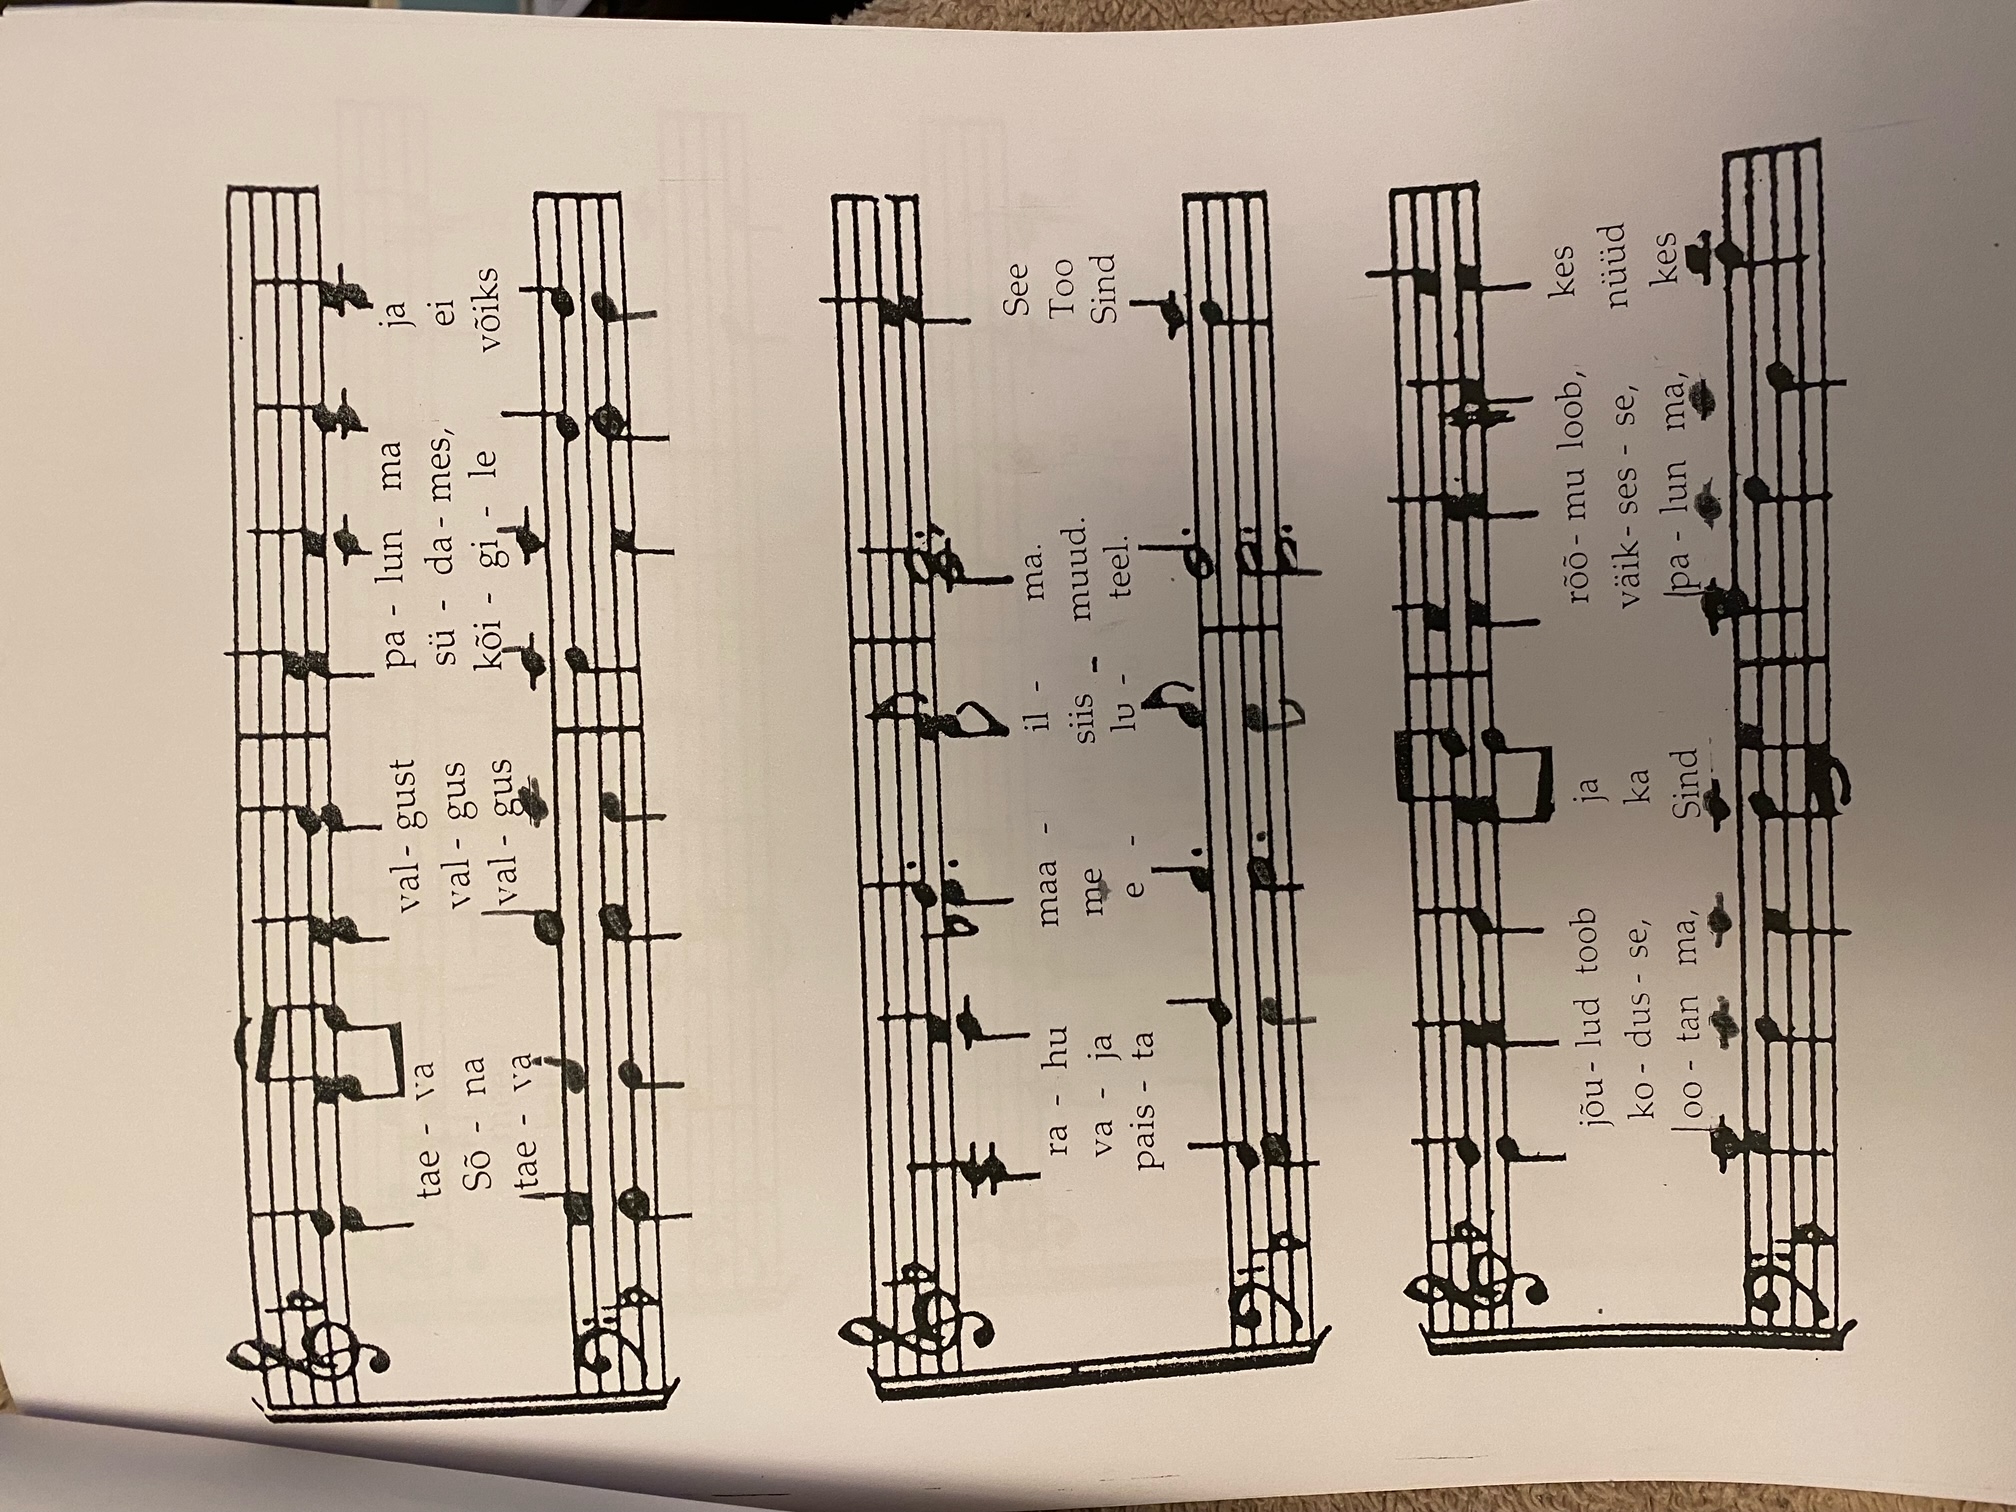 tae - va val - gust pa - lun ma ja
Sõ - na val - gus sü - da - mes, ei
tae - va val - gus kõi - gi - le võiks
ra - hu maa - il - ma. See
va - ja me siis muud. Too
pais - ta e - lu - teel. Sind
jõu - lud toob ja rõõ - mu loob, kes
ko - dus - se, ka väik - ses - se, nüüd
oo - tan ma, Sind pa - lun ma, kes